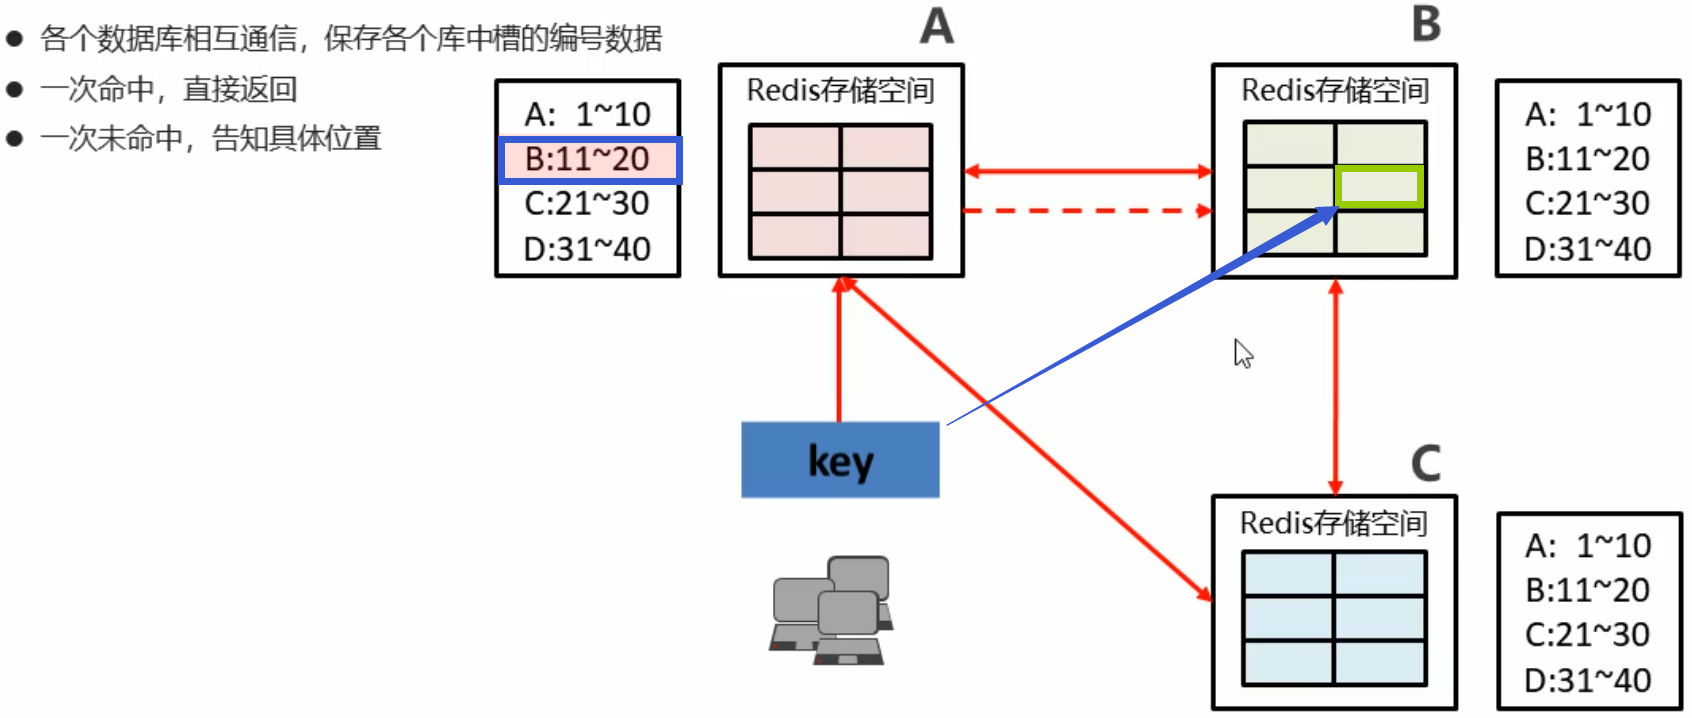 各个数据库相互通信，保存各个库中槽的编号数据
一次命中，直接返回
一次未命中，告知具体位置
A: 1~10
B:11~20
C:21~30
D:31~40
A
Redis存储空间
B
Redis存储空间
A: 1~10
B:11~20
C:21~30
D:31~40
key
C
Redis存储空间
A: 1~10
B:11~20
C:21~30
D:31~40